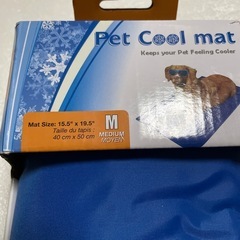 Pet Cool mat
Keeps your Pet Feeling Cooler
Mat Size: 15.5" x 19.5"
Taille du tapis :
40 cm x 50 cm
M
MEDIUM
MOYEN